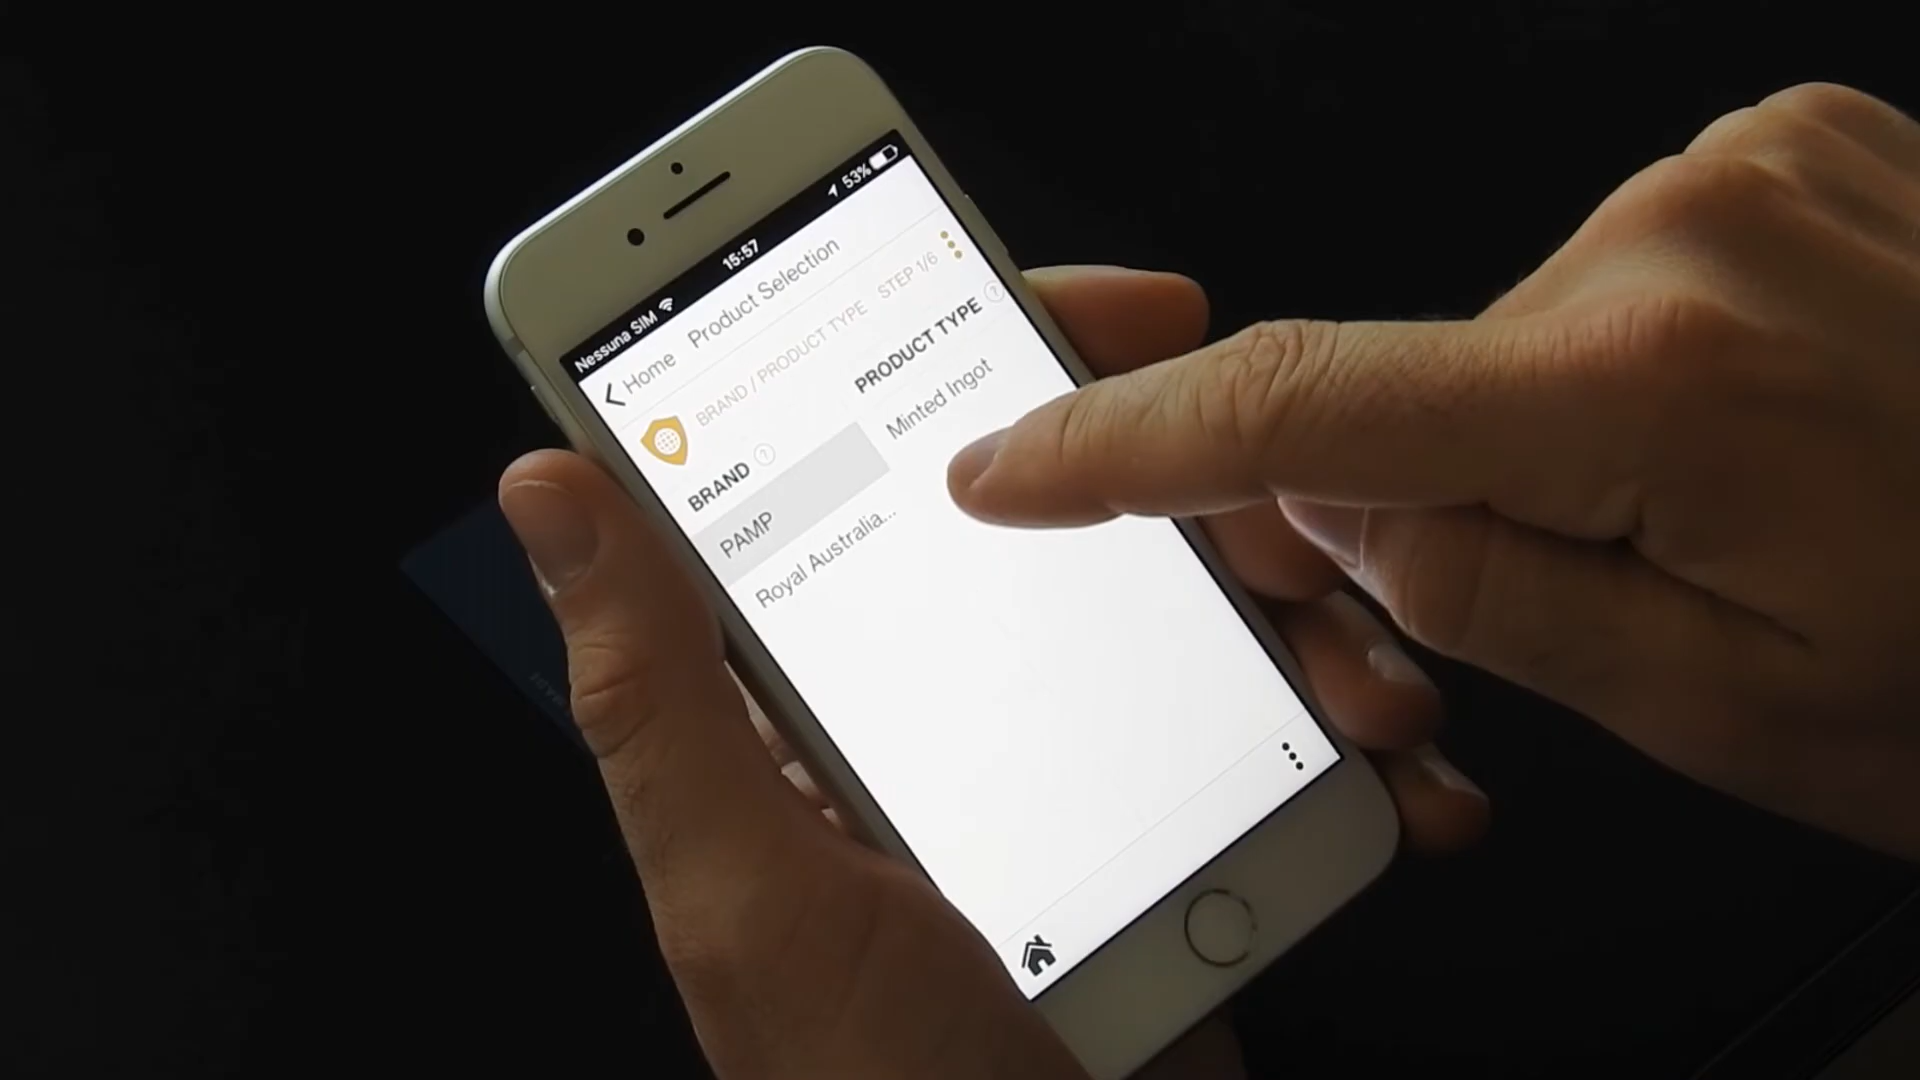 Nessuna SIM 15:57 53%
Home Product Selection
BRAND / PRODUCT TYPE STEP 1/6
BRAND ? PRODUCT TYPE ?
PAMP Minted Ingot
Royal Australia...